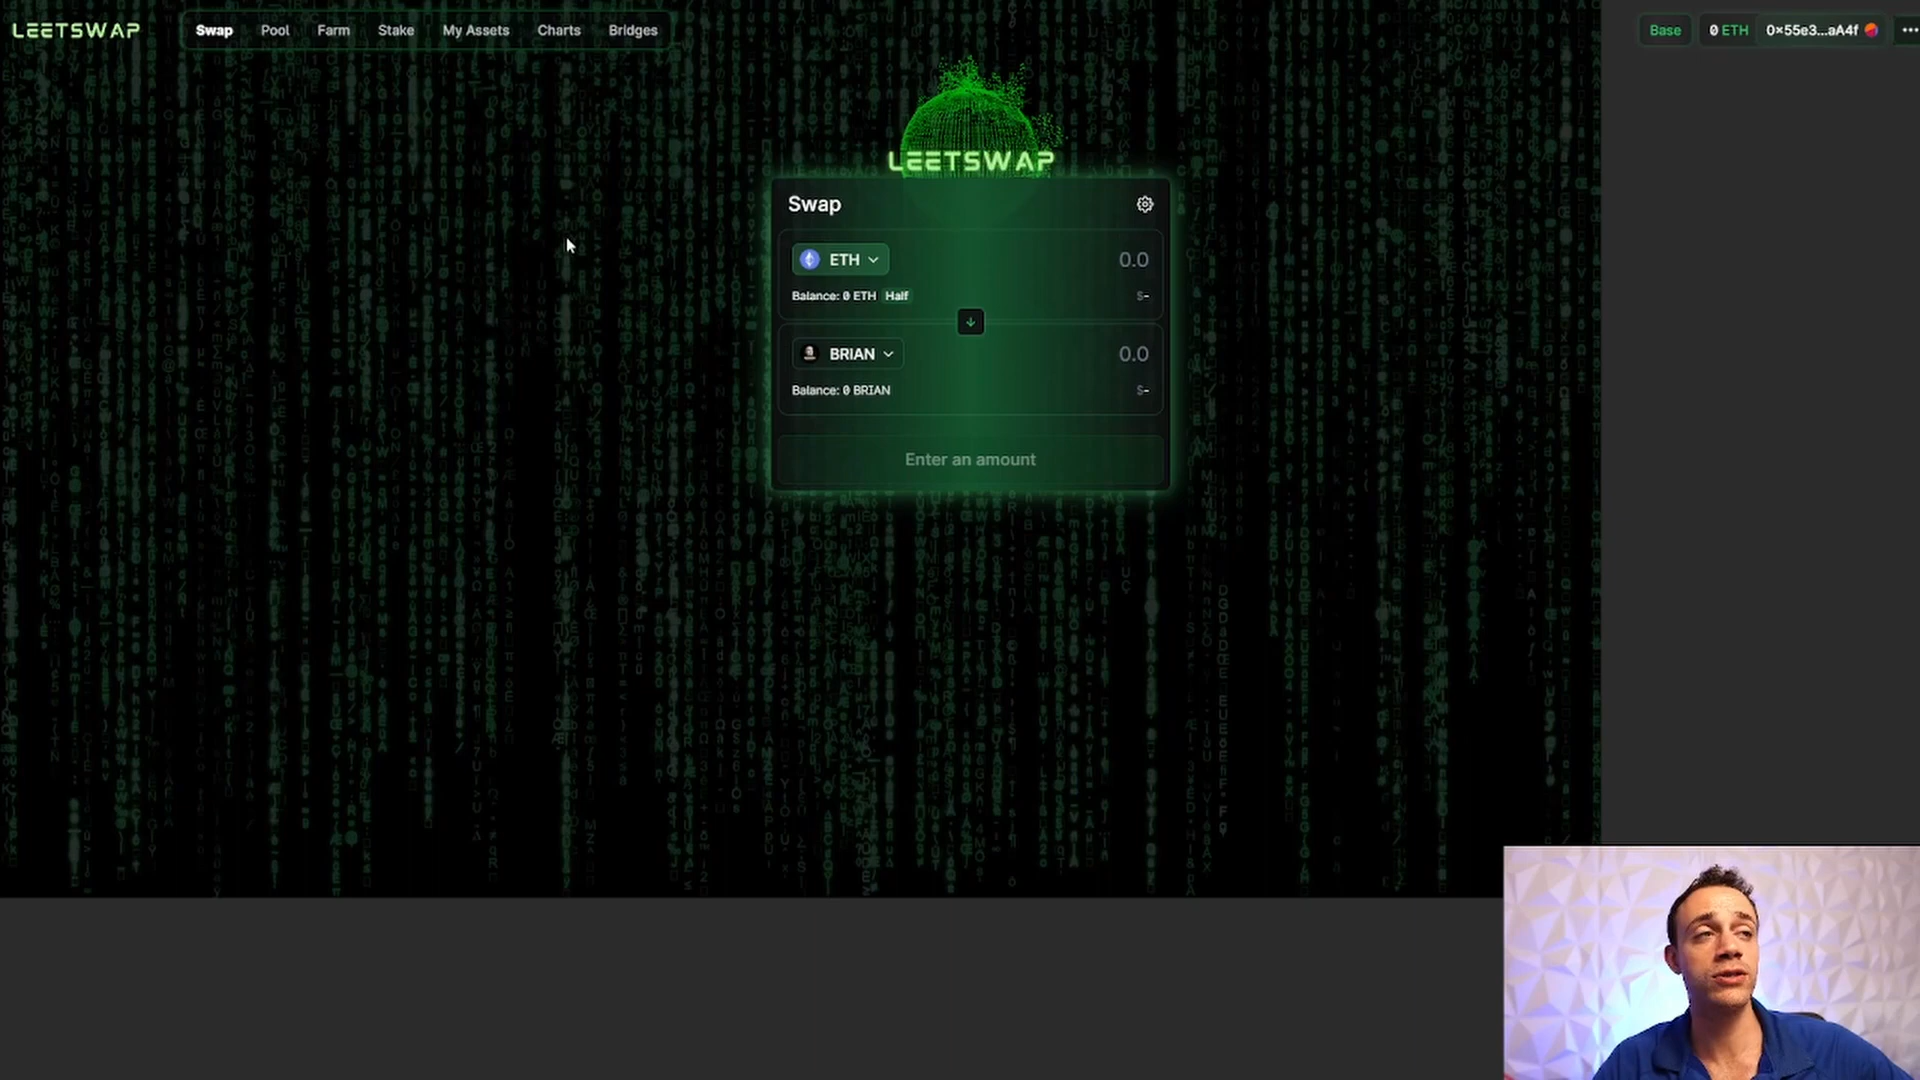 LEETSWAP
Swap Pool Farm Stake My Assets Charts Bridges
Base 0 ETH 0x55e3...aA4f
LEETSWAP
Swap
ETH 0.0
Balance: 0 ETH Half $-
BRIAN 0.0
Balance: 0 BRIAN $-
Enter an amount